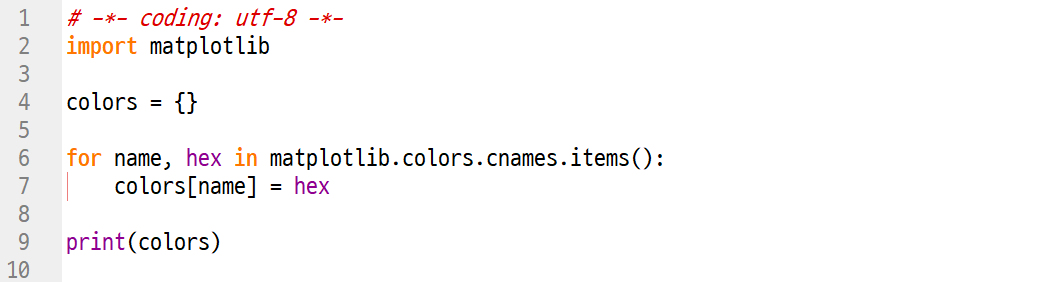 1 # -*- coding: utf-8 -*-
2 import matplotlib
3
4 colors = {}
5
6 for name, hex in matplotlib.colors.cnames.items():
7     colors[name] = hex
8
9 print(colors)
10